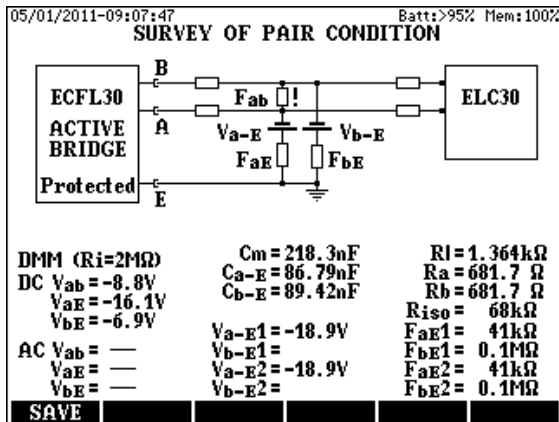 05/01/2011-09:07:47 Batt:>95% Mem:100%
SURVEY OF PAIR CONDITION
B
ECFL30
ACTIVE
BRIDGE
Protected
A
E
Fab !
Va-E Vb-E
FaE FbE
ELC30
DMM (Ri=2MΩ)
DC Vab=-8.8V
VaE=-16.1V
VbE=-6.9V
AC Vab= —
VaE= —
VbE= —
Cm=218.3nF
Ca-E=86.79nF
Cb-E=89.42nF
Va-E1=-18.9V
Vb-E1=
Va-E2=-18.9V
Vb-E2=
Rl=1.364kΩ
Ra=681.7 Ω
Rb=681.7 Ω
Riso= 68kΩ
FaE1= 41kΩ
FbE1= 0.1MΩ
FaE2= 41kΩ
FbE2= 0.1MΩ
SAVE